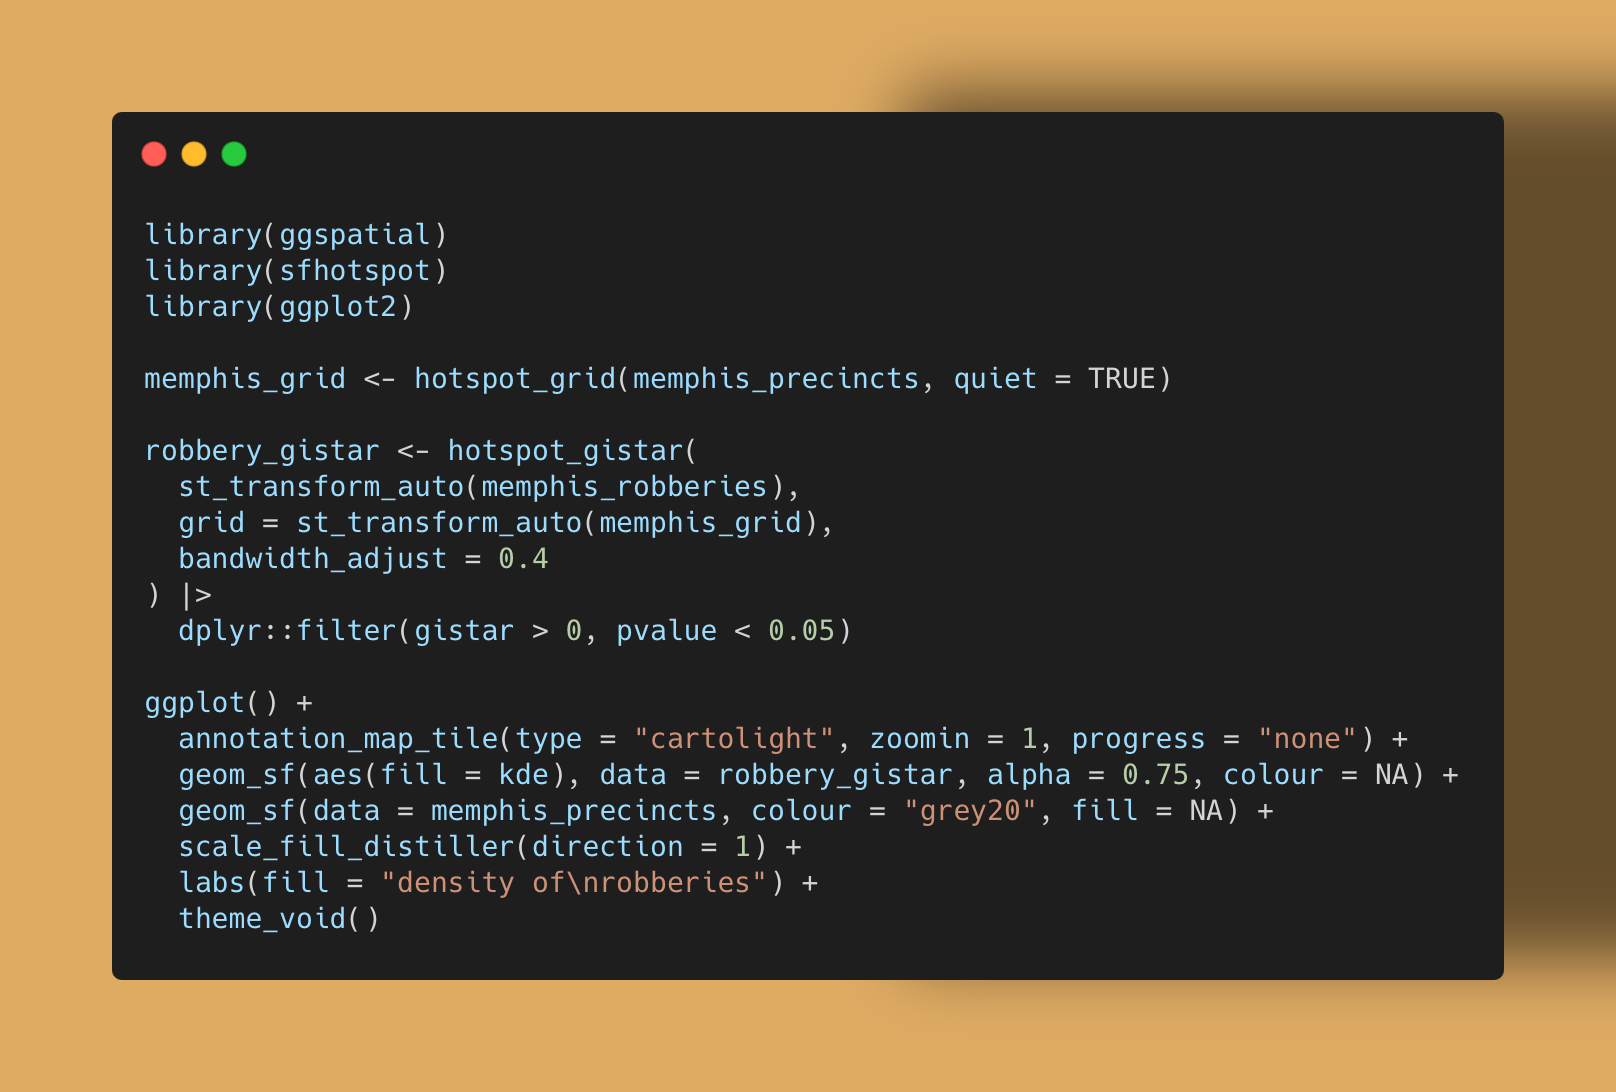 library(ggspatial)
library(sfhotspot)
library(ggplot2)

memphis_grid <- hotspot_grid(memphis_precincts, quiet = TRUE)

robbery_gistar <- hotspot_gistar(
  st_transform_auto(memphis_robberies),
  grid = st_transform_auto(memphis_grid),
  bandwidth_adjust = 0.4
) |>
  dplyr::filter(gistar > 0, pvalue < 0.05)

ggplot() +
  annotation_map_tile(type = "cartolight", zoomin = 1, progress = "none") +
  geom_sf(aes(fill = kde), data = robbery_gistar, alpha = 0.75, colour = NA) +
  geom_sf(data = memphis_precincts, colour = "grey20", fill = NA) +
  scale_fill_distiller(direction = 1) +
  labs(fill = "density of\nrobberies") +
  theme_void()